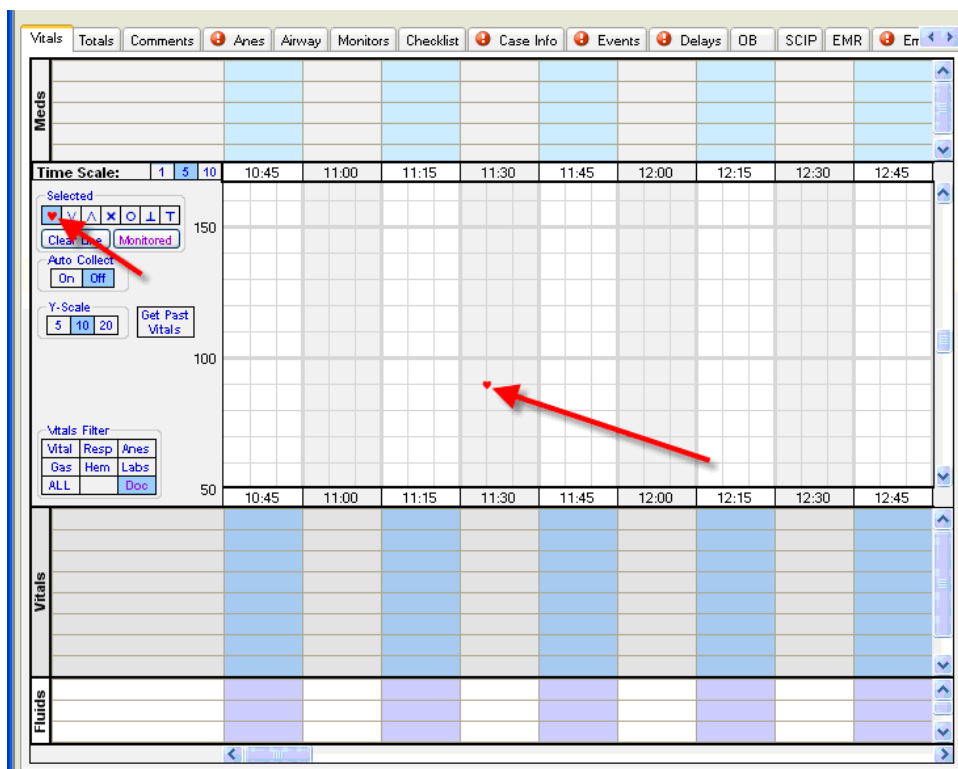 Vitals Totals Comments Anes Airway Monitors Checklist Case Info Events Delays OB SCIP EMR
Meds
Time Scale: 1 5 10 10:45 11:00 11:15 11:30 11:45 12:00 12:15 12:30 12:45
Selected
150
Clear Line Monitored
Auto Collect
On Off
Y-Scale
5 10 20 Get Past
Vitals
100
Vitals Filter
Vital Resp Anes
Gas Hem Labs
ALL Doc
50
10:45 11:00 11:15 11:30 11:45 12:00 12:15 12:30 12:45
Vitals
Fluids